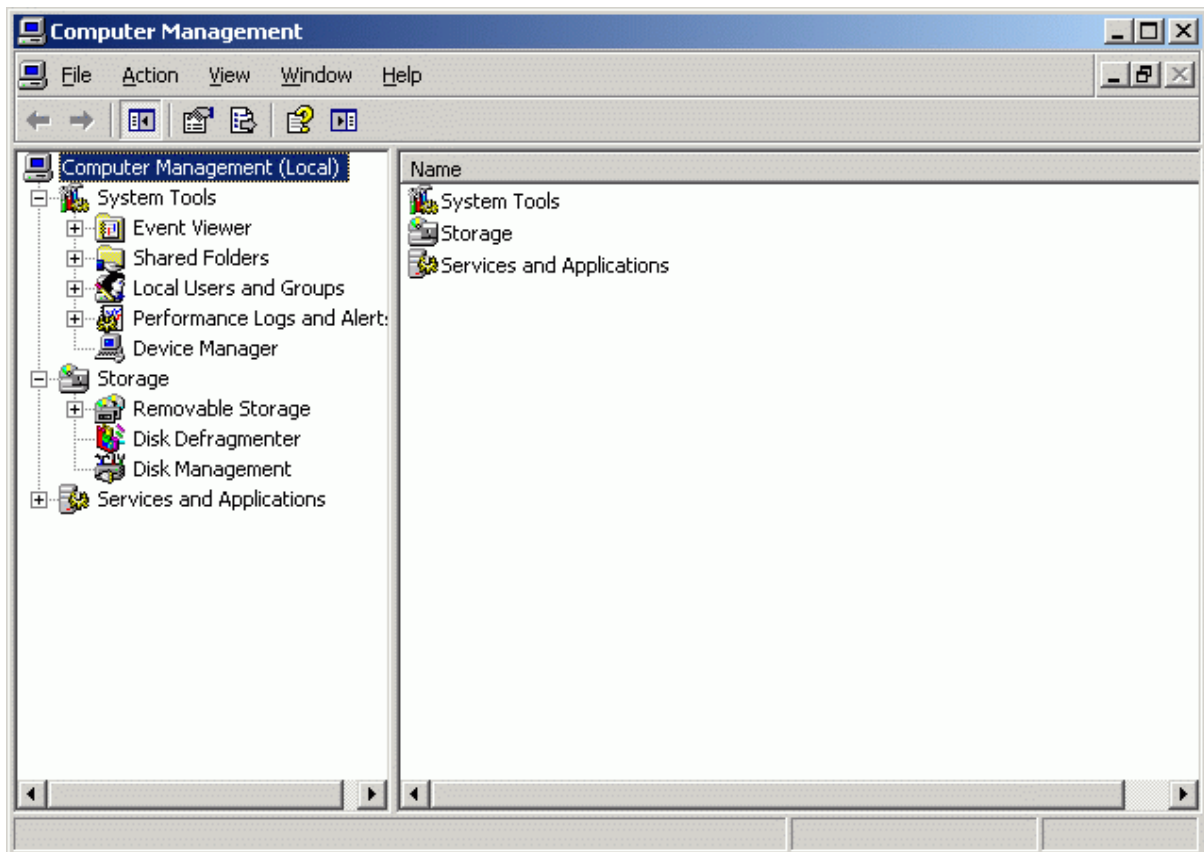 Computer Management
File Action View Window Help
Computer Management (Local)
System Tools
Event Viewer
Shared Folders
Local Users and Groups
Performance Logs and Alert
Device Manager
Storage
Removable Storage
Disk Defragmenter
Disk Management
Services and Applications
Name
System Tools
Storage
Services and Applications